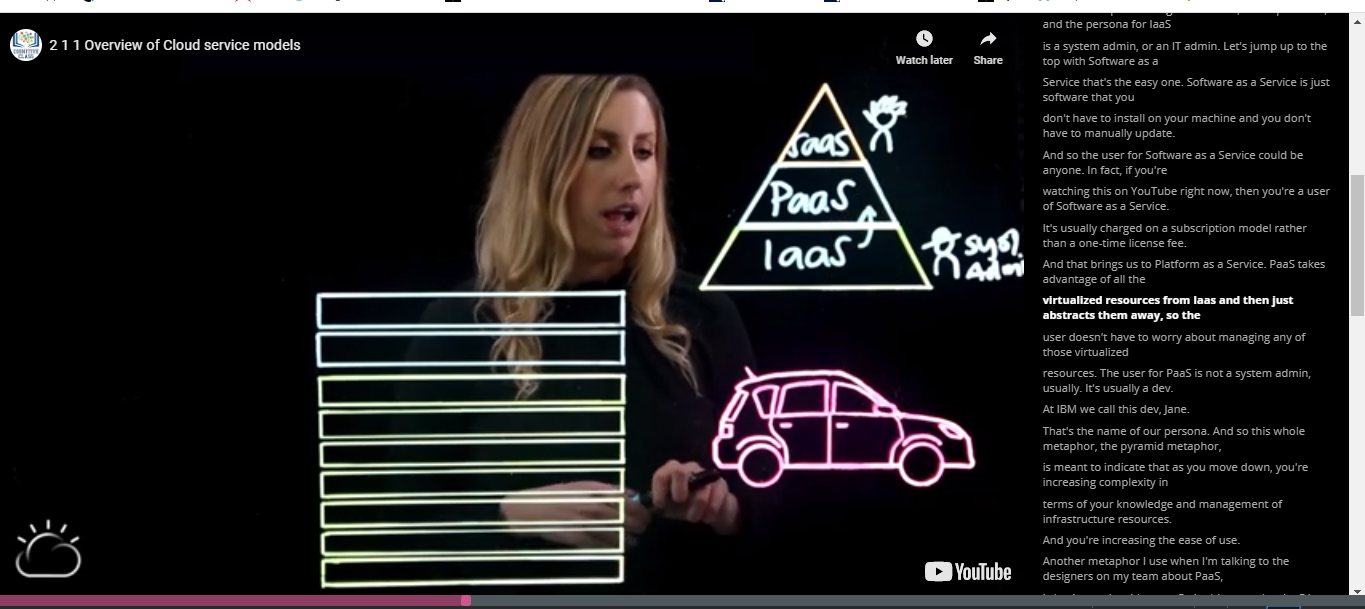 2 1 1 Overview of Cloud service models
Watch later
Share
SaaS
PaaS
IaaS
Sys.
Admi
YouTube
and the persona for IaaS
is a system admin, or an IT admin. Let's jump up to the
top with Software as a
Service that's the easy one. Software as a Service is just
software that you
don't have to install on your machine and you don't
have to manually update.
And so the user for Software as a Service could be
anyone. In fact, if you're
watching this on YouTube right now, then you're a user
of Software as a Service.
It's usually charged on a subscription model rather
than a one-time license fee.
And that brings us to Platform as a Service. PaaS takes
advantage of all the
virtualized resources from Iaas and then just
abstracts them away, so the
user doesn't have to worry about managing any of
those virtualized
resources. The user for PaaS is not a system admin,
usually. It's usually a dev.
At IBM we call this dev, Jane.
That's the name of our persona. And so this whole
metaphor, the pyramid metaphor,
is meant to indicate that as you move down, you're
increasing complexity in
terms of your knowledge and management of
infrastructure resources.
And you're increasing the ease of use.
Another metaphor I use when I'm talking to the
designers on my team about PaaS,